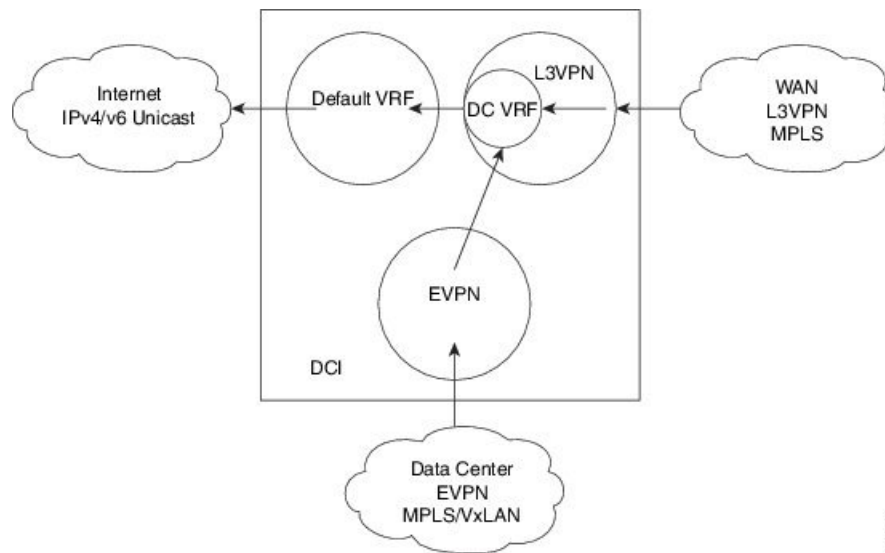 Internet
IPv4/v6 Unicast
Default VRF
L3VPN
DC VRF
WAN
L3VPN
MPLS
EVPN
DCI
Data Center
EVPN
MPLS/VxLAN